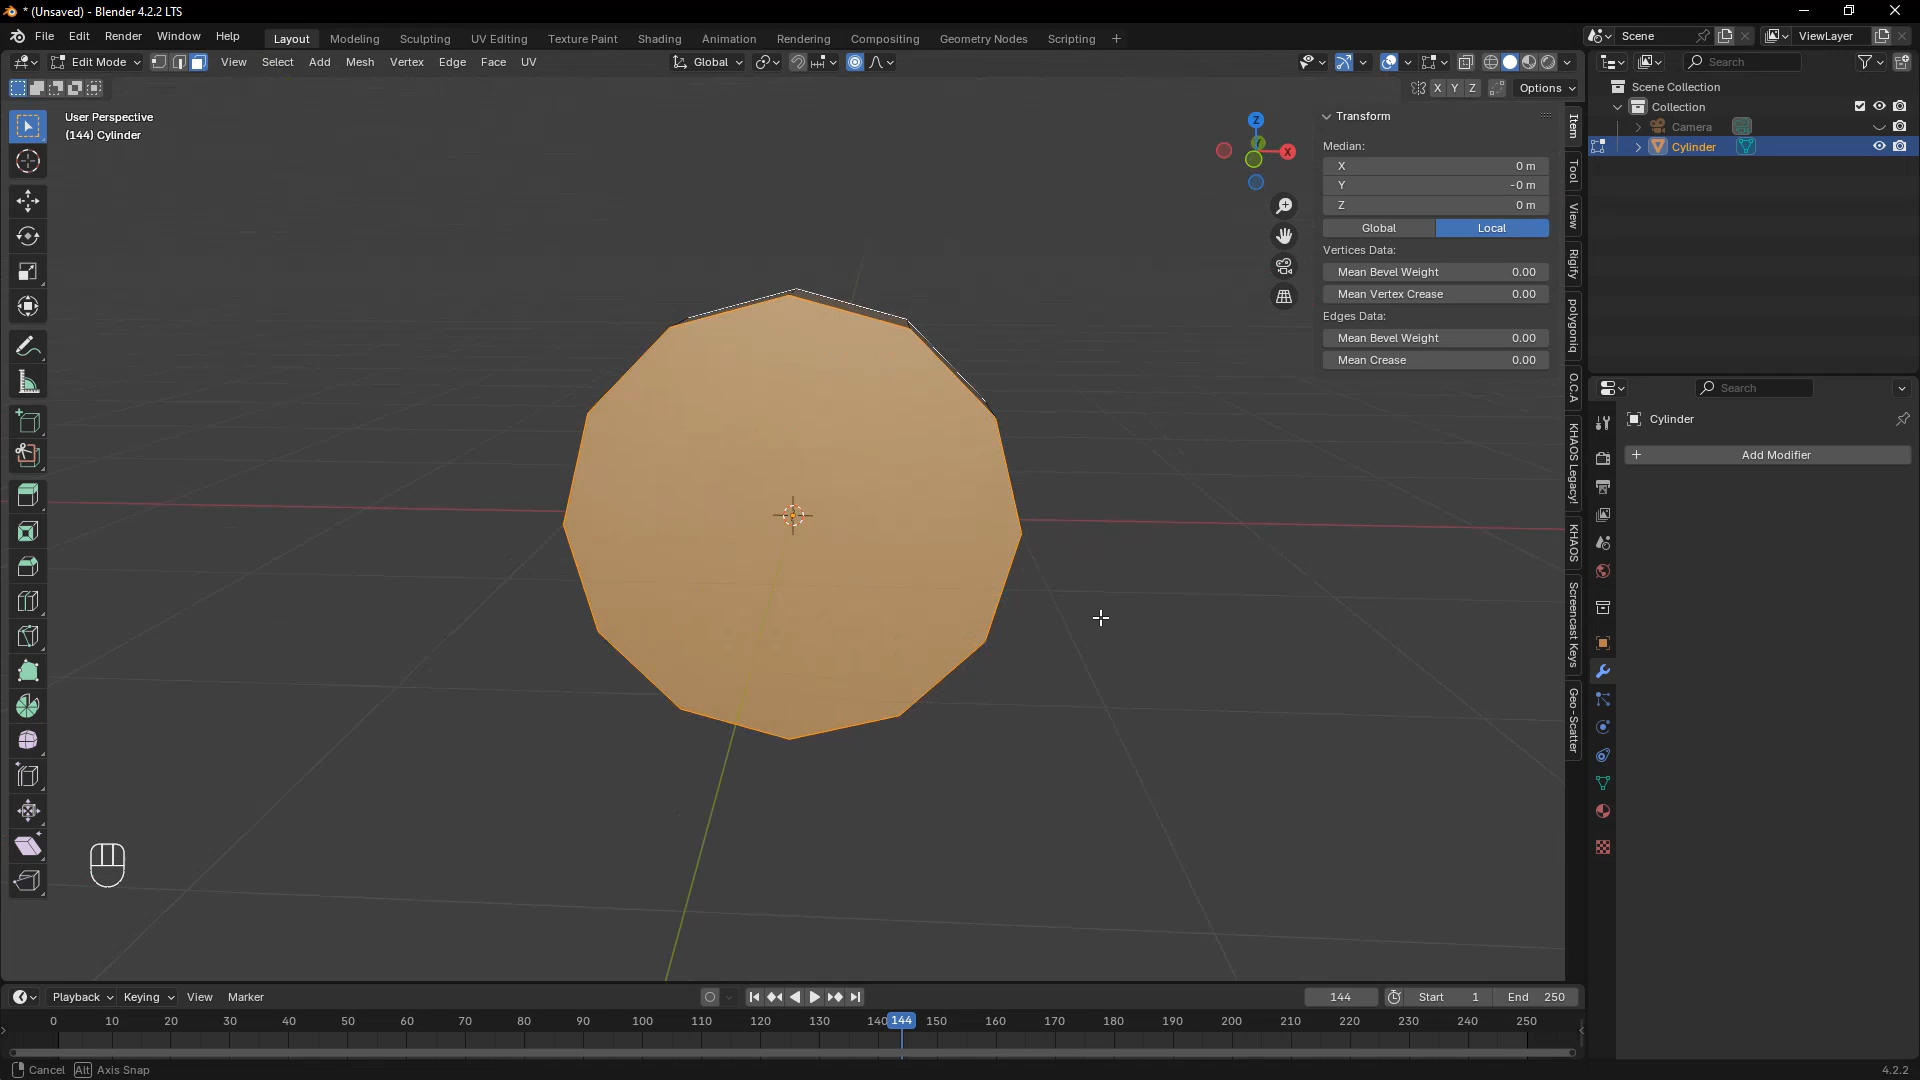 * (Unsaved) - Blender 4.2.2 LTS
File Edit Render Window Help Layout Modeling Sculpting UV Editing Texture Paint Shading Animation Rendering Compositing Geometry Nodes Scripting + Scene ViewLayer
Edit Mode View Select Add Mesh Vertex Edge Face UV Global Search
X Y Z Options
User Perspective
(144) Cylinder
Z
X
Transform
Median:
X 0 m
Y -0 m
Z 0 m
Global Local
Vertices Data:
Mean Bevel Weight 0.00
Mean Vertex Crease 0.00
Edges Data:
Mean Bevel Weight 0.00
Mean Crease 0.00
Item
Tool
View
Rigify
polygoniq
O.C.A
KHAOS Legacy!
KHAOS
Screencast Keys
Geo-Scatter
Scene Collection
Collection
Camera
Cylinder
Search
Cylinder
+ Add Modifier
Playback Keying View Marker 144 Start 1 End 250
0 10 20 30 40 50 60 70 80 90 100 110 120 130 140 144 150 160 170 180 190 200 210 220 230 240 250
Cancel Alt Axis Snap 4.2.2